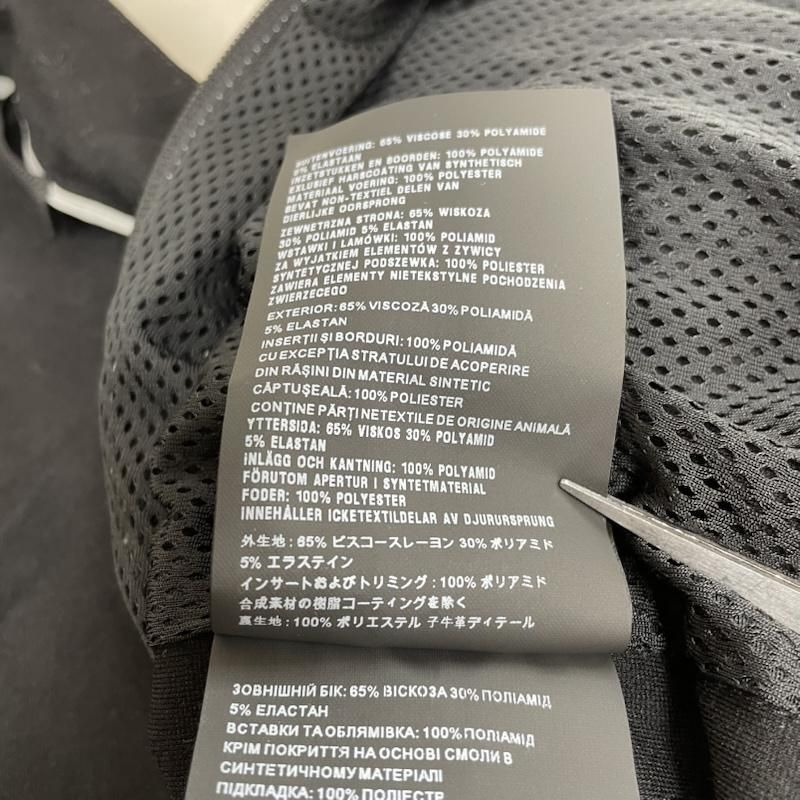 BUITENVOERING: 65% VISCOSE 30% POLYAMIDE
5% ELASTAAN
INZETSTUKKEN EN BOORDEN: 100% POLYAMIDE
EXLUSIEF HARSCOATING VAN SYNTHETISCH
MATERIAAL VOERING: 100% POLYESTER
BEVAT NON-TEXTIEL DELEN VAN
DIERLIJKE OORSPRONG
ZEWNETRZNA STRONA: 65% WISKOZA
30% POLIAMID 5% ELASTAN
WSTAWKI I LAMÓWKI: 100% POLIAMID
ZA WYJATKIEM ELEMENTÓW Z ŻYWICY
SYNTETYCZNEJ PODSZEWKA: 100% POLIESTER
ZAWIERA ELEMENTY NIETEKSTYLNE POCHODZENIA
ZWIERZECEGO
EXTERIOR: 65% VISCOZĂ 30% POLIAMIDĂ
5% ELASTAN
INSERȚII ȘI BORDURI: 100% POLIAMIDĂ
CU EXCEPȚIA STRATULUI DE ACOPERIRE
DIN RĂȘINI DIN MATERIAL SINTETIC
CĂPTUȘEALĂ: 100% POLIESTER
CONȚINE PĂRȚI NETEXTILE DE ORIGINE ANIMALĂ
YTTERSIDA: 65% VISKOS 30% POLYAMID
5% ELASTAN
INLÄGG OCH KANTNING: 100% POLYAMID
FÖRUTOM APERTUR I SYNTETMATERIAL
FODER: 100% POLYESTER
INNEHÅLLER ICKETEXTILDELAR AV DJURURSPRUNG
外生地 : 65% ビスコースレーヨン 30% ポリアミド
5% エラステイン
インサートおよびトリミング : 100% ポリアミド
合成素材の樹脂コーティングを除く
裏生地 : 100% ポリエステル 子牛革ディテール
ЗОВНІШНІЙ БІК: 65% ВІСКОЗА 30% ПОЛІАМІД
5% ЕЛАСТАН
ВСТАВКИ ТА ОБЛЯМІВКА: 100% ПОЛІАМІД
КРІМ ПОКРИТТЯ НА ОСНОВІ СМОЛИ В
СИНТЕТИЧНОМУ МАТЕРІАЛІ
ПІДКЛАДКА: 100% ПОЛІЕСТР